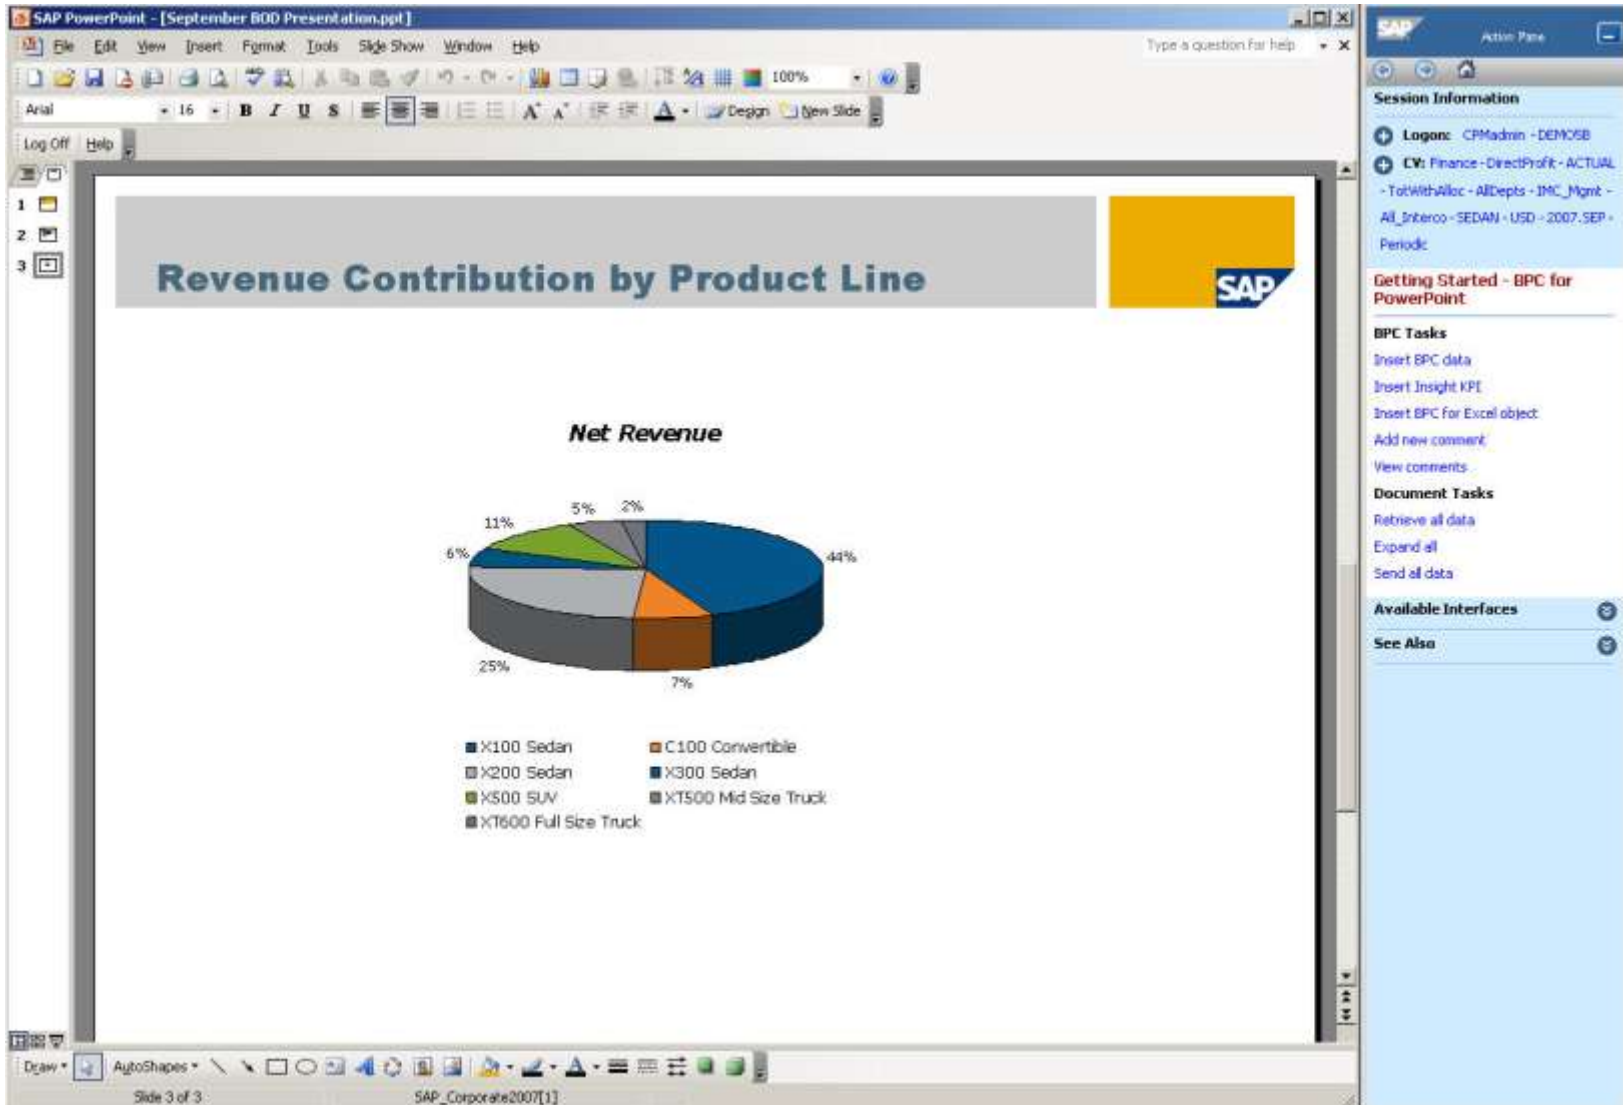 SAP PowerPoint - [September BOD Presentation.ppt]
File Edit View Insert Format Tools Slide Show Window Help
Type a question for help
100%
Arial 16 B I U S A A A Design New Slide
Log Off Help
1
2
3
Revenue Contribution by Product Line
SAP
Net Revenue
5% 2%
11%
6%
44%
25%
7%
X100 Sedan C100 Convertible
X200 Sedan X300 Sedan
X500 SUV XT500 Mid Size Truck
XT600 Full Size Truck
Draw AutoShapes A
Slide 3 of 3 SAP_Corporate2007[1]
SAP Action Pane
Session Information
Logon: CPMadmin - DEMOSB
CV: Finance - DirectProfit - ACTUAL
- TotWithAlloc - AllDepts - IMC_Mgmt -
All_Interco - SEDAN - USD - 2007.SEP -
Periodic
Getting Started - BPC for
PowerPoint
BPC Tasks
Insert BPC data
Insert Insight KPI
Insert BPC for Excel object
Add new comment
View comments
Document Tasks
Retrieve all data
Expand all
Send all data
Available Interfaces
See Also